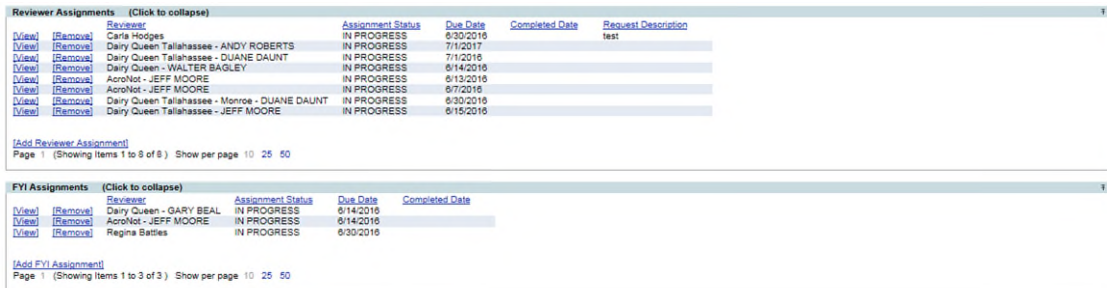 Reviewer Assignments (Click to collapse)
Reviewer Assignment Status Due Date Completed Date Request Description
[View] [Remove] Carla Hodges IN PROGRESS 6/30/2016 test
[View] [Remove] Dairy Queen Tallahassee - ANDY ROBERTS IN PROGRESS 7/1/2017
[View] [Remove] Dairy Queen Tallahassee - DUANE DAUNT IN PROGRESS 7/1/2016
[View] [Remove] Dairy Queen - WALTER BAGLEY IN PROGRESS 6/14/2016
[View] [Remove] AcroNot - JEFF MOORE IN PROGRESS 6/13/2016
[View] [Remove] AcroNot - JEFF MOORE IN PROGRESS 6/7/2016
[View] [Remove] Dairy Queen Tallahassee - Monroe - DUANE DAUNT IN PROGRESS 6/30/2016
[View] [Remove] Dairy Queen Tallahassee - JEFF MOORE IN PROGRESS 6/15/2016
[Add Reviewer Assignment]
Page 1 (Showing Items 1 to 8 of 8 ) Show per page 10 25 50
FYI Assignments (Click to collapse)
Reviewer Assignment Status Due Date Completed Date
[View] [Remove] Dairy Queen - GARY BEAL IN PROGRESS 6/14/2016
[View] [Remove] AcroNot - JEFF MOORE IN PROGRESS 6/14/2016
[View] [Remove] Regina Battles IN PROGRESS 6/30/2016
[Add FYI Assignment]
Page 1 (Showing Items 1 to 3 of 3 ) Show per page 10 25 50